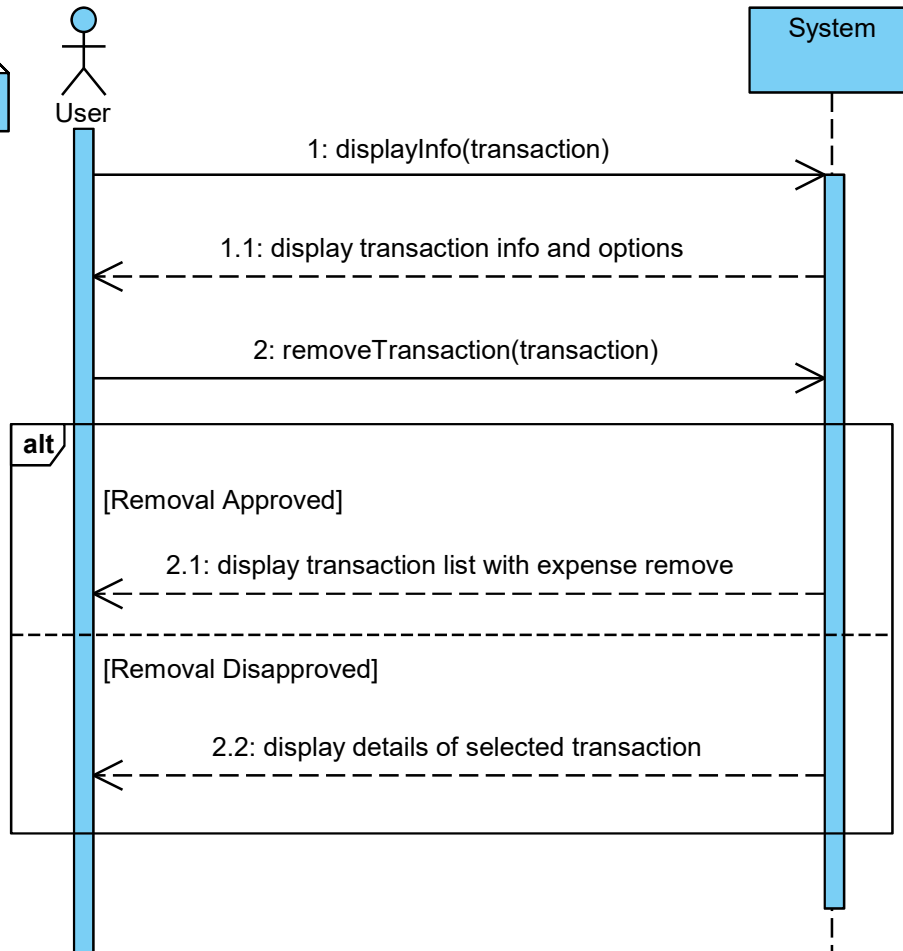 System
User
1: displayInfo(transaction)
1.1: display transaction info and options
2: removeTransaction(transaction)
alt
[Removal Approved]
2.1: display transaction list with expense remove
[Removal Disapproved]
2.2: display details of selected transaction